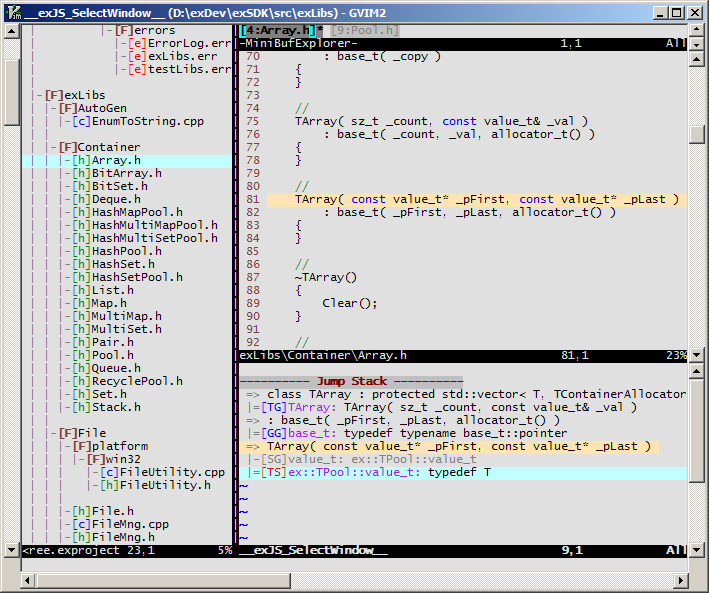 __exJS_SelectWindow__ (D:\exDev\exSDK\src\exLibs) - GVIM2
|-[F]errors
|-[e]ErrorLog.err
|-[e]exLibs.err
|-[e]testLibs.err
|-[F]exLibs
|-[F]AutoGen
|-[c]EnumToString.cpp
|-[F]Container
|-[h]Array.h
|-[h]BitArray.h
|-[h]BitSet.h
|-[h]Deque.h
|-[h]HashMapPool.h
|-[h]HashMultiMapPool.h
|-[h]HashMultiSetPool.h
|-[h]HashPool.h
|-[h]HashSet.h
|-[h]HashSetPool.h
|-[h]List.h
|-[h]Map.h
|-[h]MultiMap.h
|-[h]MultiSet.h
|-[h]Pair.h
|-[h]Pool.h
|-[h]Queue.h
|-[h]RecyclePool.h
|-[h]Set.h
|-[h]Stack.h
|-[F]File
|-[F]platform
|-[F]win32
|-[c]FileUtility.cpp
|-[h]FileUtility.h
|-[h]File.h
|-[c]FileMng.cpp
|-[h]FileMng.h
<ree.exproject 23,1 5%
[4:Array.h]* [9:Pool.h]
-MiniBufExplorer- 1,1 All
70 : base_t( _copy )
71 {
72 }
73
74 //
75 TArray( sz_t _count, const value_t& _val )
76 : base_t( _count, _val, allocator_t() )
77 {
78 }
79
80 //
81 TArray( const value_t* _pFirst, const value_t* _pLast )
82 : base_t( _pFirst, _pLast, allocator_t() )
83 {
84 }
85
86 //
87 ~TArray()
88 {
89 Clear();
90 }
91
92 //
exLibs\Container\Array.h 81,1 23%
---------- Jump Stack ----------
=> class TArray : protected std::vector< T, TContainerAllocator
|=[TG]TArray: TArray( sz_t _count, const value_t& _val )
=> : base_t( _pFirst, _pLast, allocator_t() )
|=[GG]base_t: typedef typename base_t::pointer
=> TArray( const value_t* _pFirst, const value_t* _pLast )
|-[SG]value_t: ex::TPool::value_t
|=[TS]ex::TPool::value_t: typedef T
~
~
~
~
~
__exJS_SelectWindow__ 9,1 All